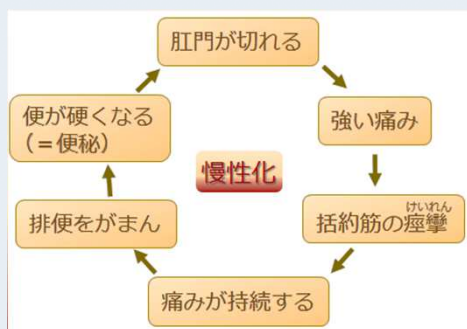 肛門が切れる
強い痛み
けいれん
括約筋の痙攣
痛みが持続する
排便をがまん
便が硬くなる
（＝便秘）
慢性化